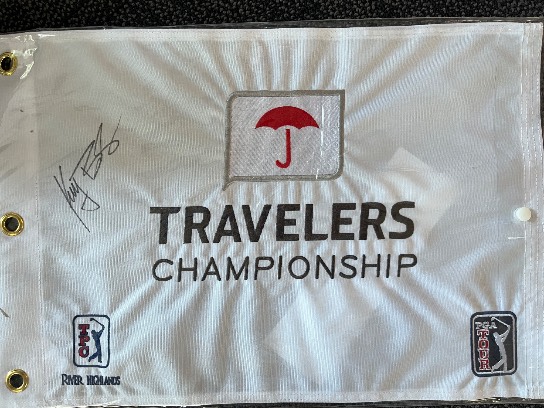 TRAVELERS
CHAMPIONSHIP
TPC
RIVER HIGHLANDS
PGA
TOUR